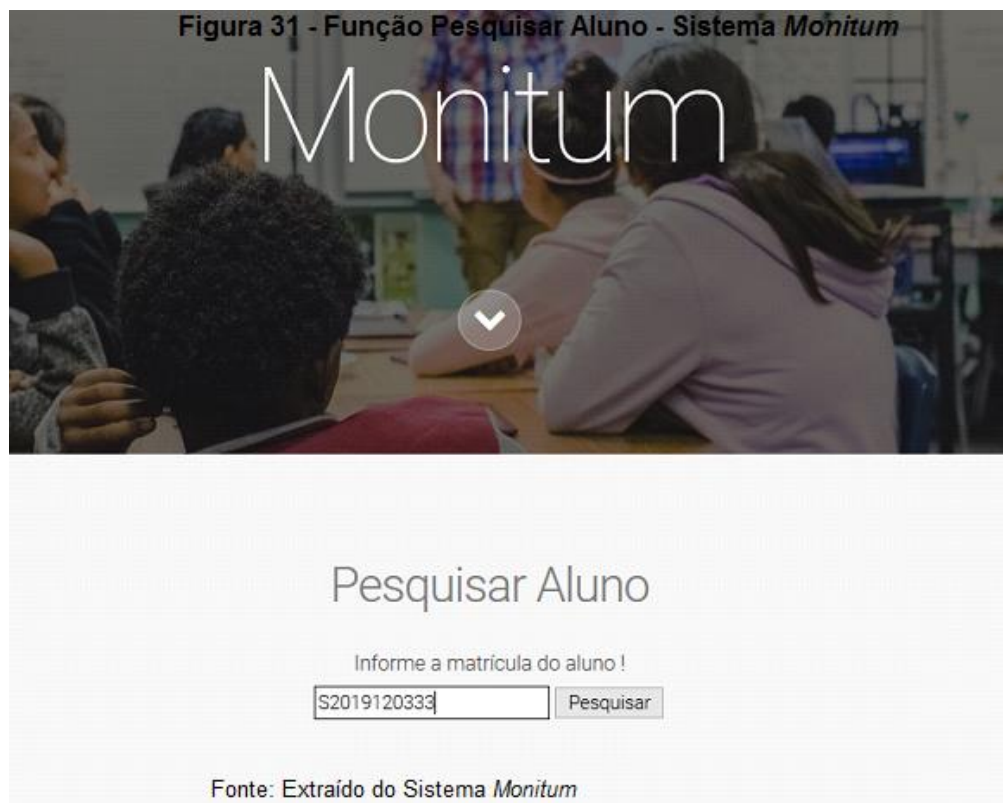 Figura 31 - Função Pesquisar Aluno - Sistema Monitum
Monitum
Pesquisar Aluno
Informe a matrícula do aluno !
S2019120333
Pesquisar
Fonte: Extraído do Sistema Monitum